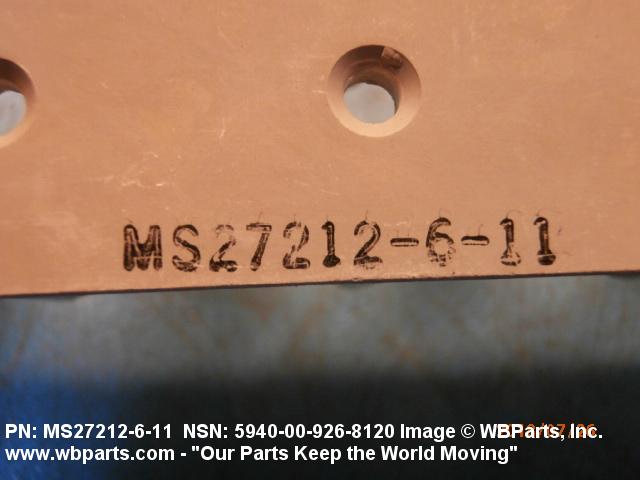 MS27212-6-11
PN: MS27212-6-11 NSN: 5940-00-926-8120 Image © WBParts, Inc.
www.wbparts.com - "Our Parts Keep the World Moving"